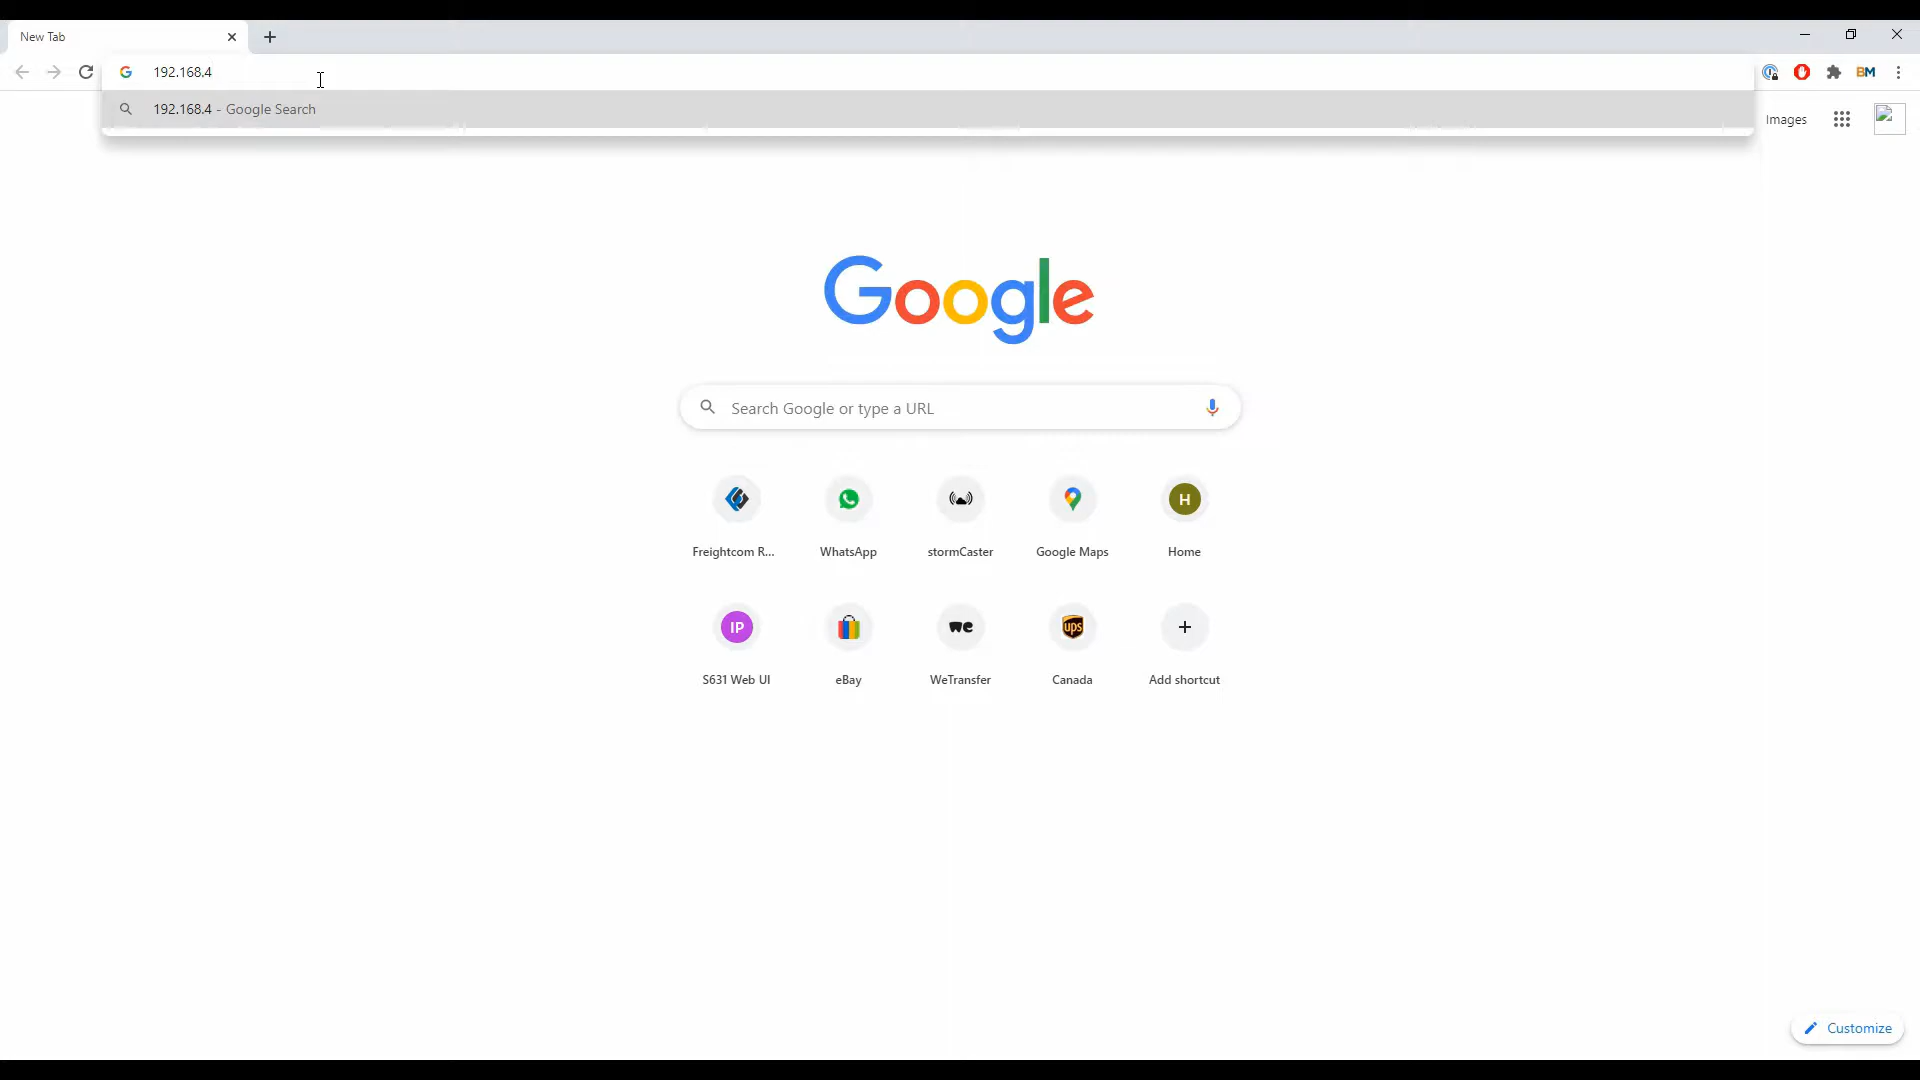 New Tab
192.168.4
192.168.4 - Google Search
Images
Google
Search Google or type a URL
Freightcom R...
WhatsApp
stormCaster
Google Maps
H
Home
IP
S631 Web UI
eBay
we
WeTransfer
ups
Canada
Add shortcut
BM
Customize